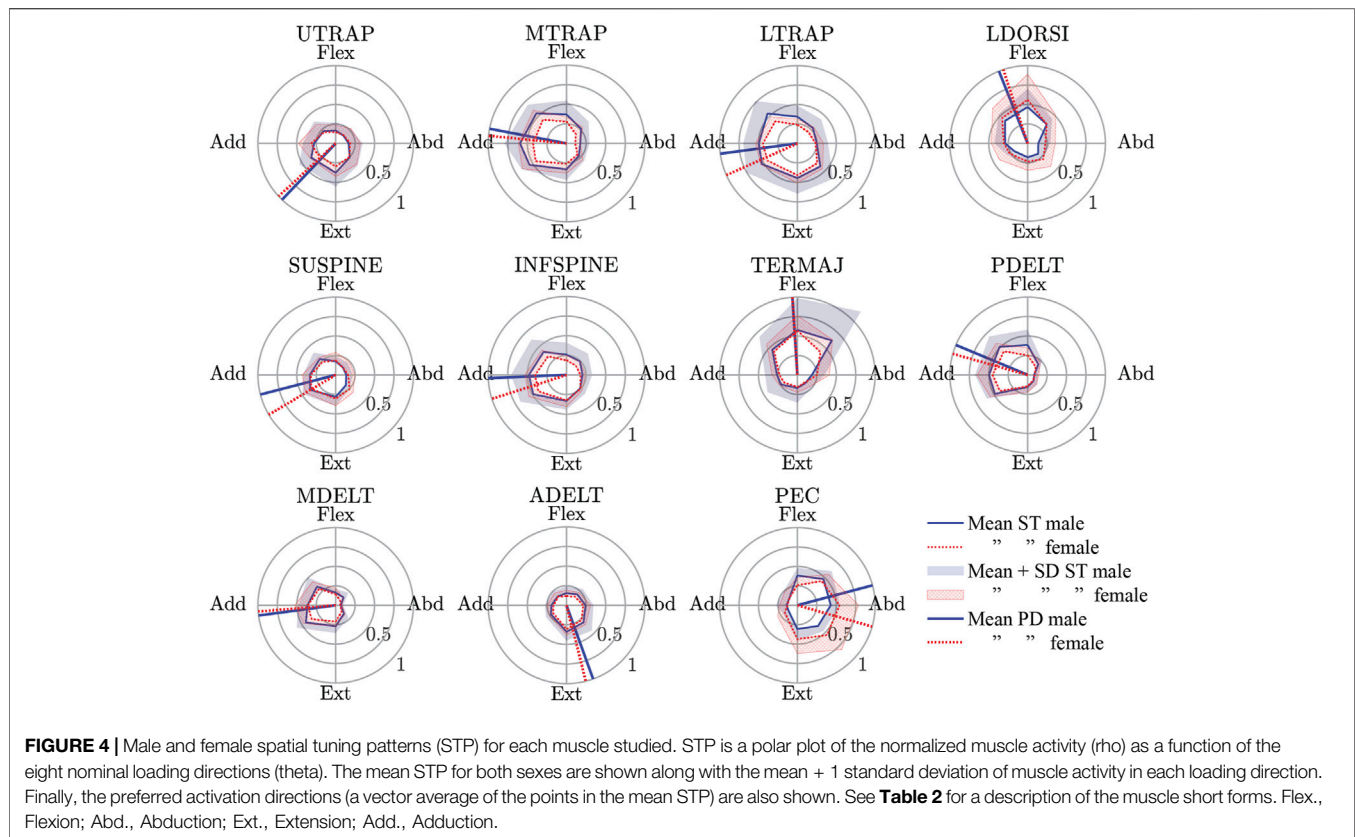 UTRAP
Flex
Add
Abd
0.5
1
Ext
MTRAP
Flex
Add
Abd
0.5
1
Ext
LTRAP
Flex
Add
Abd
0.5
1
Ext
LDORSI
Flex
Add
Abd
0.5
1
Ext
SUSPINE
Flex
Add
Abd
0.5
1
Ext
INFSPINE
Flex
Add
Abd
0.5
1
Ext
TERMAJ
Flex
Add
Abd
0.5
1
Ext
PDELT
Flex
Add
Abd
0.5
1
Ext
MDELT
Flex
Add
Abd
0.5
1
Ext
ADELT
Flex
Add
Abd
0.5
1
Ext
PEC
Flex
Add
Abd
0.5
1
Ext
Mean ST male
” ” female
Mean + SD ST male
” ” ” female
Mean PD male
” ” female
FIGURE 4 | Male and female spatial tuning patterns (STP) for each muscle studied. STP is a polar plot of the normalized muscle activity (rho) as a function of the
eight nominal loading directions (theta). The mean STP for both sexes are shown along with the mean + 1 standard deviation of muscle activity in each loading direction.
Finally, the preferred activation directions (a vector average of the points in the mean STP) are also shown. See Table 2 for a description of the muscle short forms. Flex.,
Flexion; Abd., Abduction; Ext., Extension; Add., Adduction.